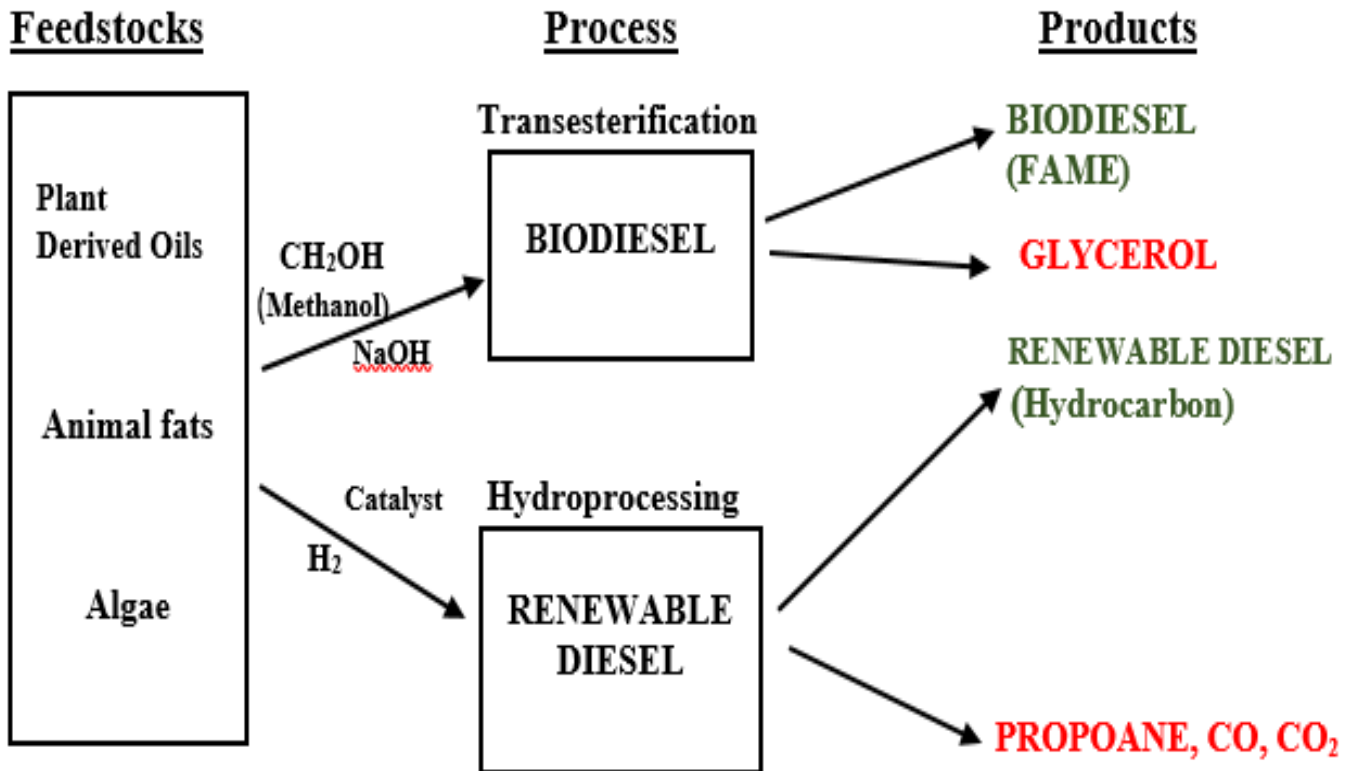 Feedstocks
Process
Products
Plant
Derived Oils
Animal fats
Algae
CH₂OH
(Methanol)
NaOH
Catalyst
H₂
Transesterification
BIODIESEL
Hydroprocessing
RENEWABLE
DIESEL
BIODIESEL
(FAME)
GLYCEROL
RENEWABLE DIESEL
(Hydrocarbon)
PROPOANE, CO, CO₂